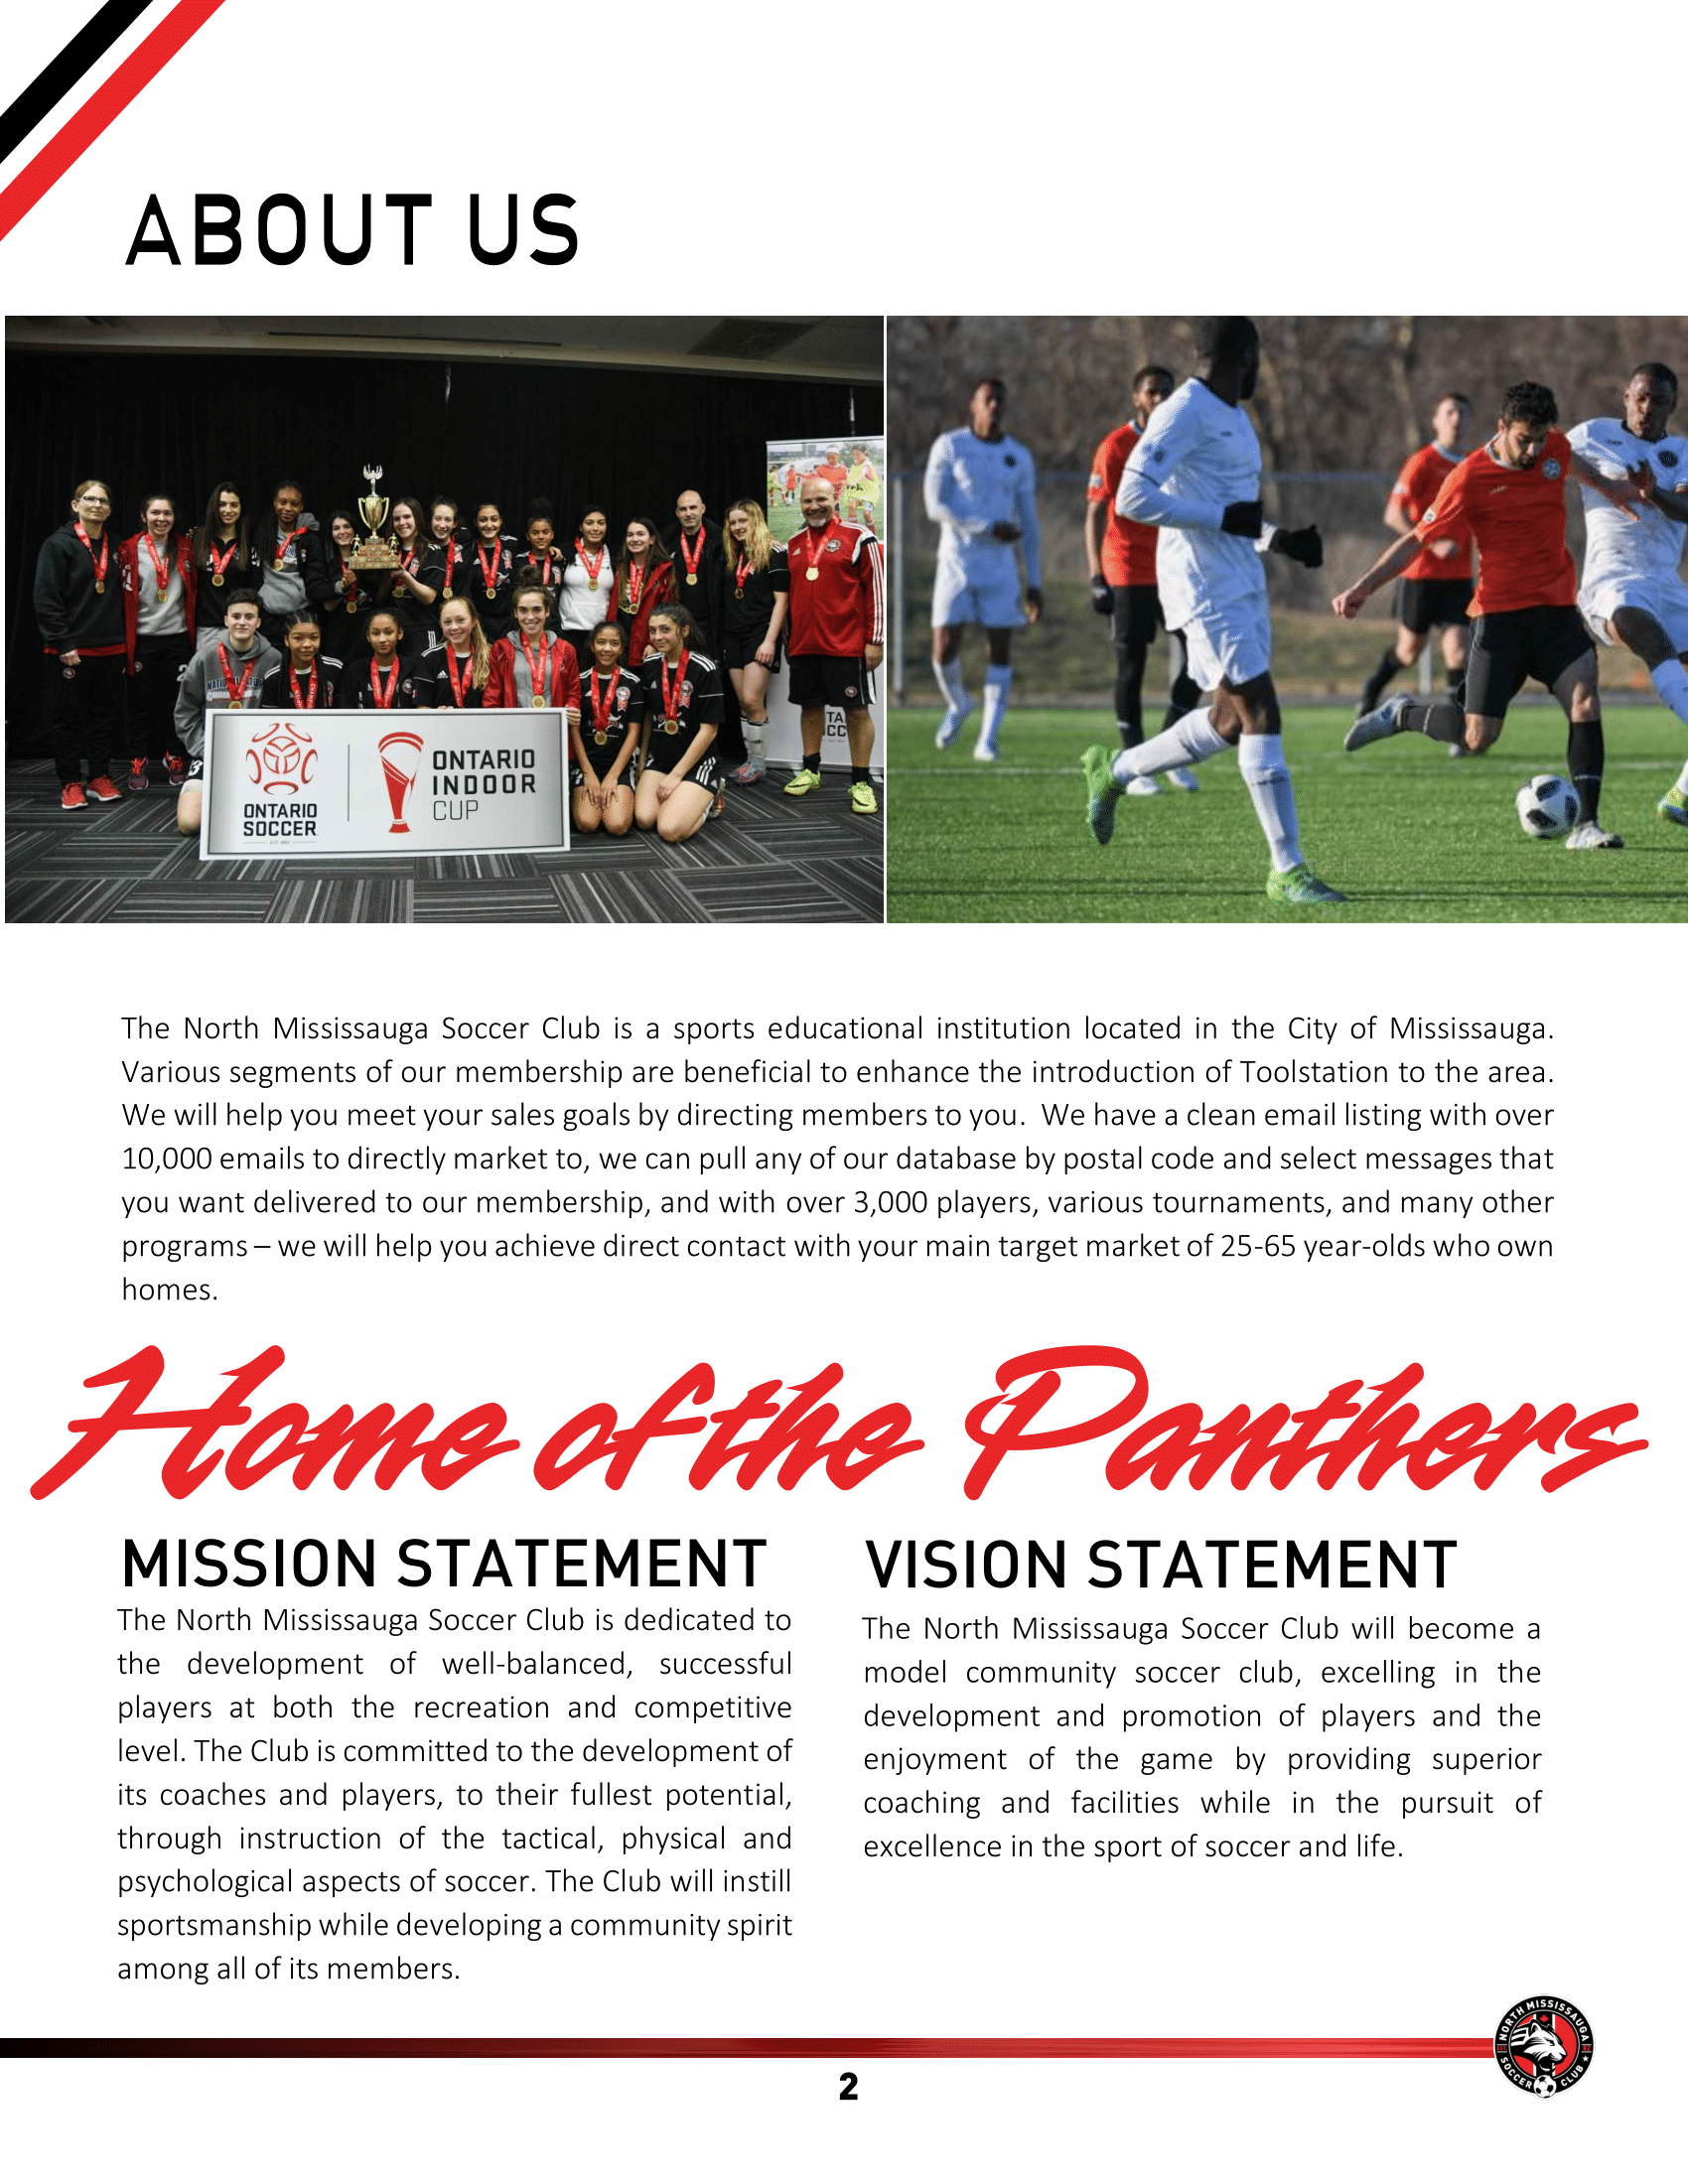 ABOUT US
ONTARIO
SOCCER
ONTARIO
INDOOR
CUP
The North Mississauga Soccer Club is a sports educational institution located in the City of Mississauga.
Various segments of our membership are beneficial to enhance the introduction of Toolstation to the area.
We will help you meet your sales goals by directing members to you. We have a clean email listing with over
10,000 emails to directly market to, we can pull any of our database by postal code and select messages that
you want delivered to our membership, and with over 3,000 players, various tournaments, and many other
programs – we will help you achieve direct contact with your main target market of 25-65 year-olds who own
homes.
Home of the Panthers
MISSION STATEMENT
The North Mississauga Soccer Club is dedicated to
the development of well-balanced, successful
players at both the recreation and competitive
level. The Club is committed to the development of
its coaches and players, to their fullest potential,
through instruction of the tactical, physical and
psychological aspects of soccer. The Club will instill
sportsmanship while developing a community spirit
among all of its members.
VISION STATEMENT
The North Mississauga Soccer Club will become a
model community soccer club, excelling in the
development and promotion of players and the
enjoyment of the game by providing superior
coaching and facilities while in the pursuit of
excellence in the sport of soccer and life.
NORTH MISSISSAUGA
SOCCER CLUB
2